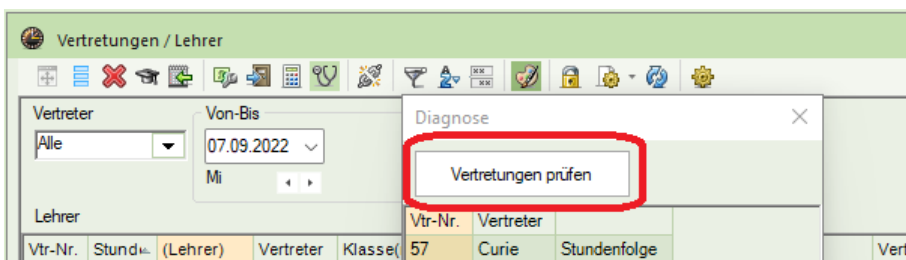 Vertretungen / Lehrer
Vertreter
Von-Bis
Diagnose
Alle
07.09.2022
Vertretungen prüfen
Mi
Lehrer
Vtr-Nr. Vertreter
Vtr-Nr. Stund (Lehrer) Vertreter Klasse( 57 Curie Stundenfolge Vert